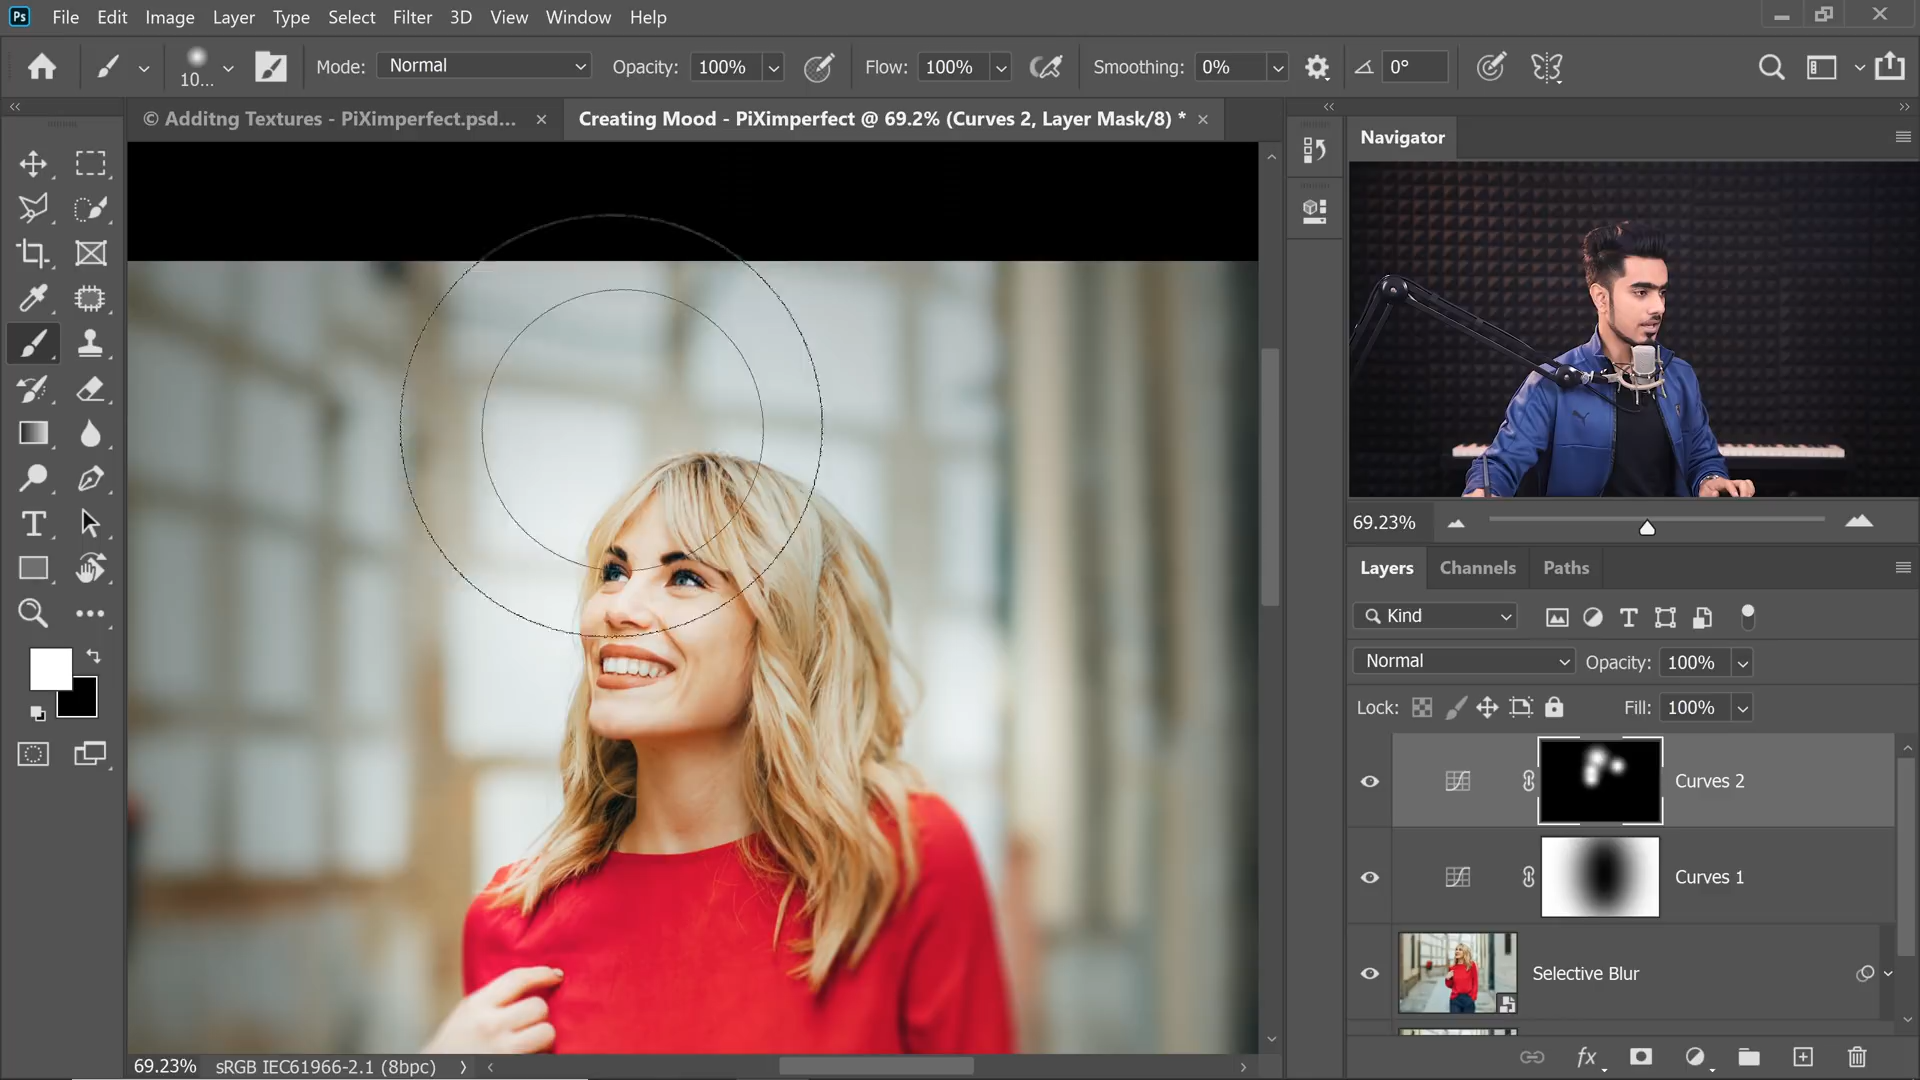 Ps File Edit Image Layer Type Select Filter 3D View Window Help
10... Mode: Normal Opacity: 100% Flow: 100% Smoothing: 0% 0°
© Additng Textures - PiXimperfect.psd... × Creating Mood - PiXimperfect @ 69.2% (Curves 2, Layer Mask/8) * ×
Navigator
69.23%
Layers Channels Paths
Kind
Normal Opacity: 100%
Lock: Fill: 100%
Curves 2
Curves 1
Selective Blur
69.23% sRGB IEC61966-2.1 (8bpc)